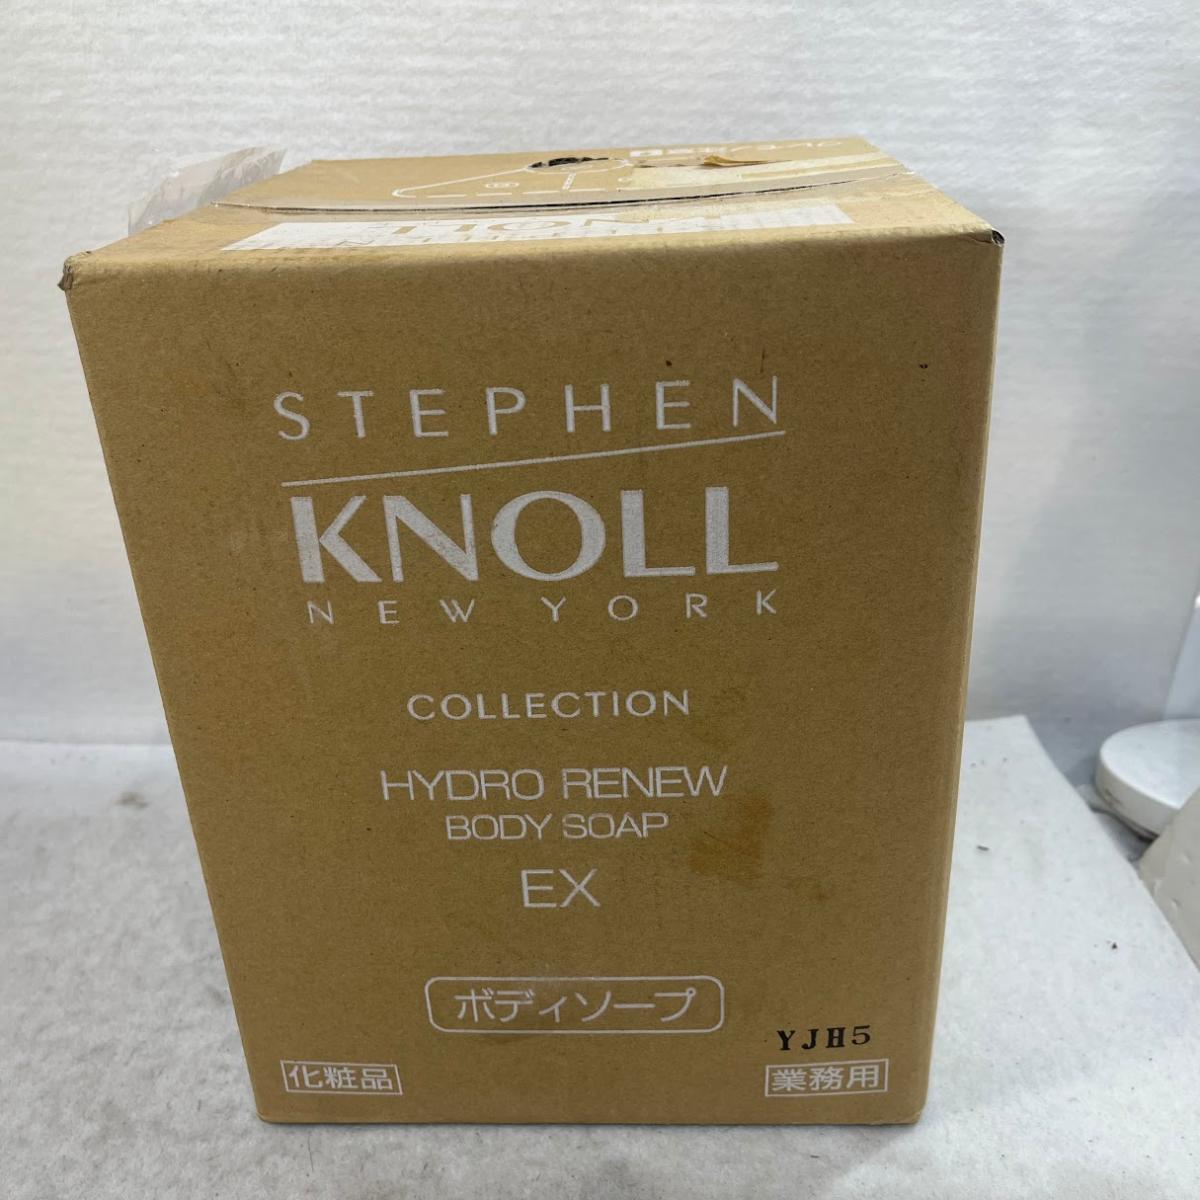 STEPHEN
KNOLL
NEW YORK
COLLECTION
HYDRO RENEW
BODY SOAP
EX
ボディソープ
YJH5
化粧品
業務用